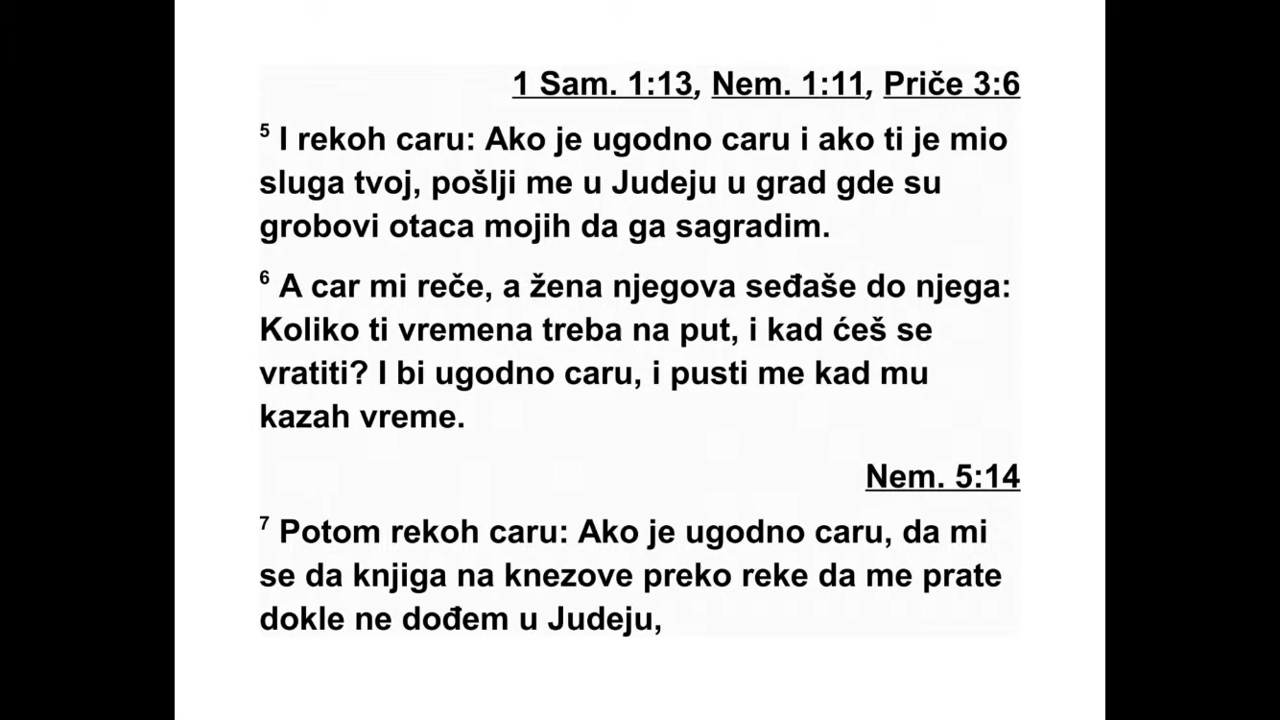 1 Sam. 1:13, Nem. 1:11, Priče 3:6
5 I rekoh caru: Ako je ugodno caru i ako ti je mio
sluga tvoj, pošlji me u Judeju u grad gde su
grobovi otaca mojih da ga sagradim.
6 A car mi reče, a žena njegova seđaše do njega:
Koliko ti vremena treba na put, i kad ćeš se
vratiti? I bi ugodno caru, i pusti me kad mu
kazah vreme.
Nem. 5:14
7 Potom rekoh caru: Ako je ugodno caru, da mi
se da knjiga na knezove preko reke da me prate
dokle ne dođem u Judeju,